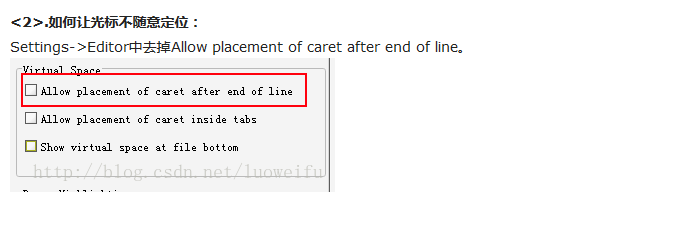 <2>.如何让光标不随意定位：
Settings->Editor中去掉Allow placement of caret after end of line。
Virtual Space
Allow placement of caret after end of line
Allow placement of caret inside tabs
Show virtual space at file bottom
http://blog.csdn.net/luoweifu